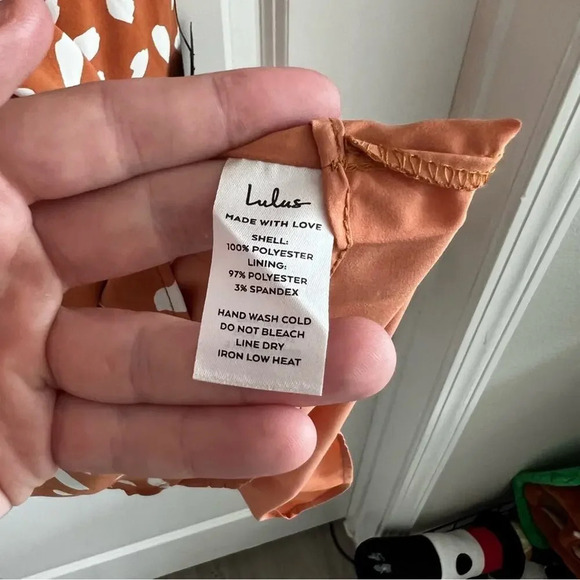 Lulus
MADE WITH LOVE
SHELL:
100% POLYESTER
LINING:
97% POLYESTER
3% SPANDEX
HAND WASH COLD
DO NOT BLEACH
LINE DRY
IRON LOW HEAT